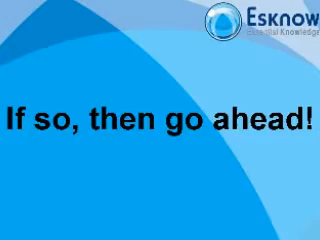 Esknow
Essential Knowledge
If so, then go ahead!